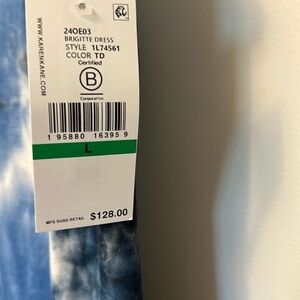 24OE03
BRIGITTE DRESS
STYLE 1L74561
COLOR TD
Certified
B
Corporation
WWW.KARENKANE.COM
1 95880 16395 9
L
MFG SUGG RETAIL $128.00